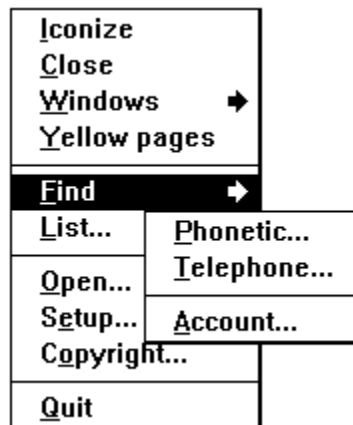 Iconize
Close
Windows
Yellow pages
Find
List...
Phonetic...
Telephone...
Account...
Open...
Setup...
Copyright...
Quit